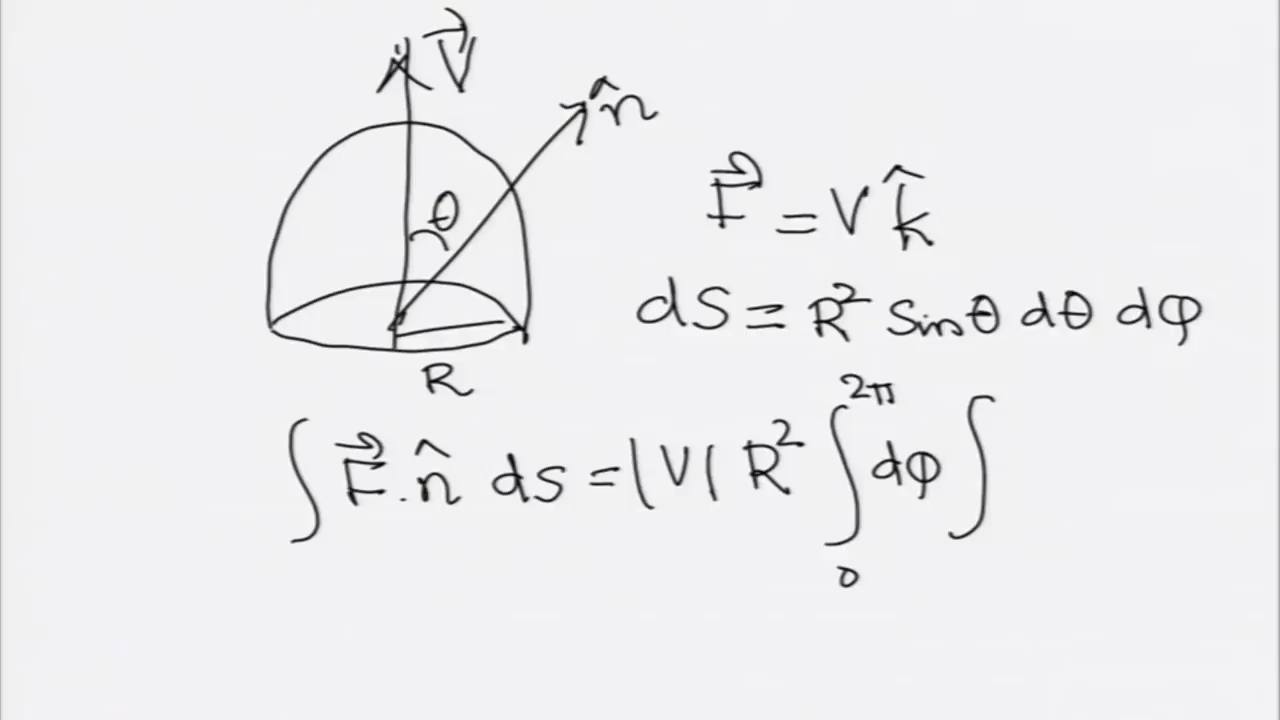 V⃗
n̂
θ
F⃗ = V k̂
dS = R² Sinθ dθ dφ
R
∫ F⃗ . n̂ dS = |V| R² ∫₀^2π dφ ∫